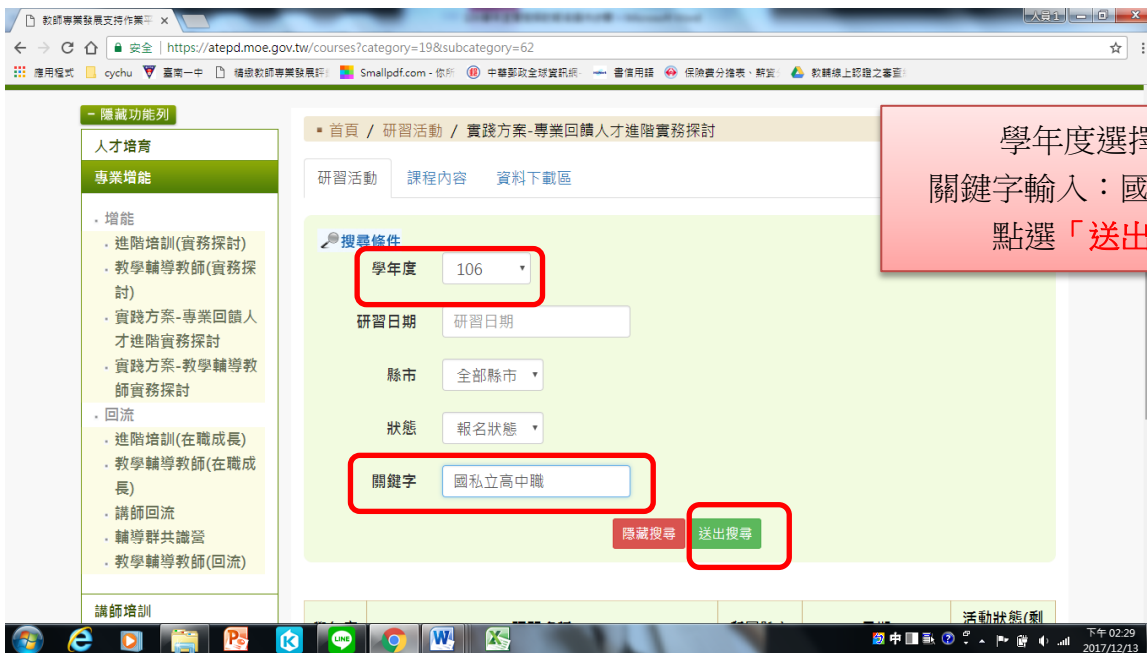 教師專業發展支持作業平
人員1
安全 | https://atepd.moe.gov.tw/courses?category=19&subcategory=62
應用程式 cychu 臺南一中 精緻教師專業發展評 Smallpdf.com - 你所 中華郵政全球資訊網- 書信用語 保險費分擔表、薪資 教輔線上認證之審查
- 隱藏功能列
人才培育
專業增能
. 增能
. 進階培訓(實務探討)
. 教學輔導教師(實務探
討)
. 實踐方案-專業回饋人
才進階實務探討
. 實踐方案-教學輔導教
師實務探討
. 回流
. 進階培訓(在職成長)
. 教學輔導教師(在職成
長)
. 講師回流
. 輔導群共識營
. 教學輔導教師(回流)
講師培訓
首頁 / 研習活動 / 實踐方案-專業回饋人才進階實務探討
研習活動 課程內容 資料下載區
搜尋條件
學年度 106
研習日期 研習日期
縣市 全部縣市
狀態 報名狀態
關鍵字 國私立高中職
隱藏搜尋 送出搜尋
活動狀態(剩
學年度選擇
關鍵字輸入：國
點選「送出
中
下午 02:29
2017/12/13